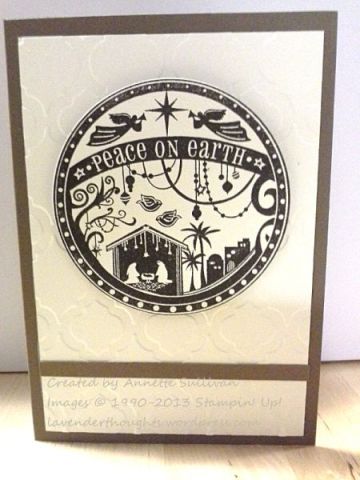 Peace on earth
Created by Annette Sullivan
Images © 1990-2013 Stampin' Up!
lavenderthoughts.wordpress.com